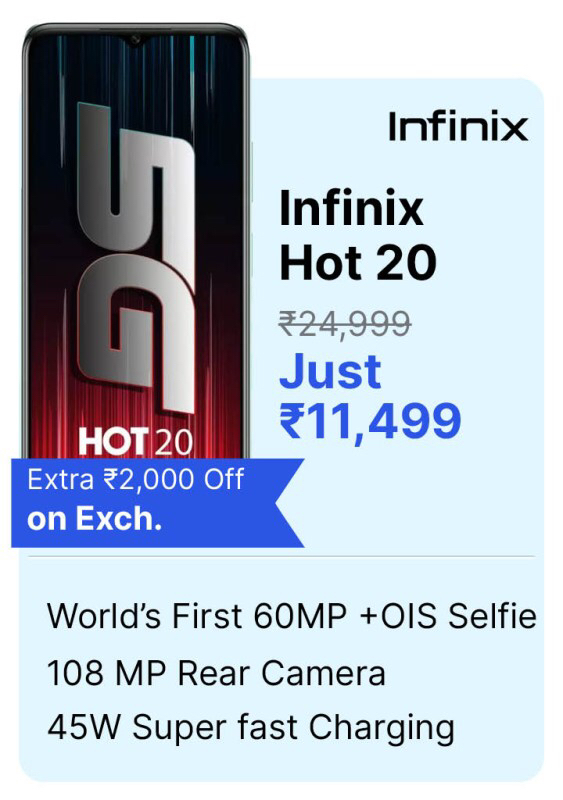 Infinix
Infinix
Hot 20
₹24,999
Just
₹11,499
5G
HOT 20
Extra ₹2,000 Off
on Exch.
World’s First 60MP +OIS Selfie
108 MP Rear Camera
45W Super fast Charging